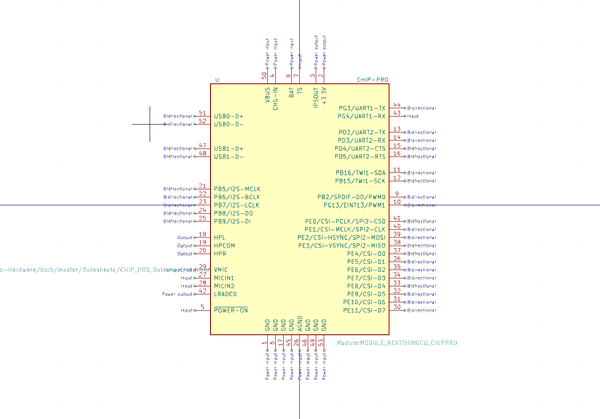 Power input
Power input
Power input
Input
Power output
Power output
50
4
8
7
3
2
U
CHIP-PRO
VBUS
CHG-IN
BAT
TS
IPSOUT
+3.3V
Bidirectional 51 USB0-D+
Bidirectional 52 USB0-D-
Bidirectional 47 USB1-D+
Bidirectional 48 USB1-D-
Bidirectional 21 PB5/I2S-MCLK
Bidirectional 22 PB6/I2S-BCLK
Bidirectional 23 PB7/I2S-LCLK
Bidirectional 24 PB8/I2S-DO
Bidirectional 25 PB9/I2S-DI
Output 18 HPL
Output 19 HPCOM
Output 20 HPR
29 VMIC
Input 27 MICIN1
Input 28 MICIN2
Power output 42 LRADC0
Input 5 POWER-ON
PG3/UART1-TX 44 Bidirectional
PG4/UART1-RX 43 Input
PD2/UART2-TX 13 Bidirectional
PD3/UART2-RX 14 Bidirectional
PD4/UART2-CTS 15 Bidirectional
PD5/UART2-RTS 16 Bidirectional
PB16/TWI1-SDA 11 Bidirectional
PB15/TWI1-SCK 12 Bidirectional
PB2/SPDIF-DO/PWM0 9 Bidirectional
PG13/EINT13/PWM1 10 Bidirectional
PE0/CSI-PCLK/SPI2-CS0 41 Bidirectional
PE1/CSI-MCLK/SPI2-CLK 40 Bidirectional
PE2/CSI-HSYNC/SPI2-MOSI 39 Bidirectional
PE3/CSI-VSYNC/SPI2-MISO 38 Bidirectional
PE4/CSI-D0 37 Bidirectional
PE5/CSI-D1 36 Bidirectional
PE6/CSI-D2 35 Bidirectional
PE7/CSI-D3 34 Bidirectional
PE8/CSI-D4 33 Bidirectional
PE9/CSI-D5 32 Bidirectional
PE10/CSI-D6 31 Bidirectional
PE11/CSI-D7 30 Bidirectional
GND
GND
GND
GND
AGND
GND
GND
GND
1
6
17
45
26
46
49
53
Power input
Power input
Power input
Power input
Power input
Power input
Power input
Module:MODULE_NEXTTHINGCO_CHIPPRO